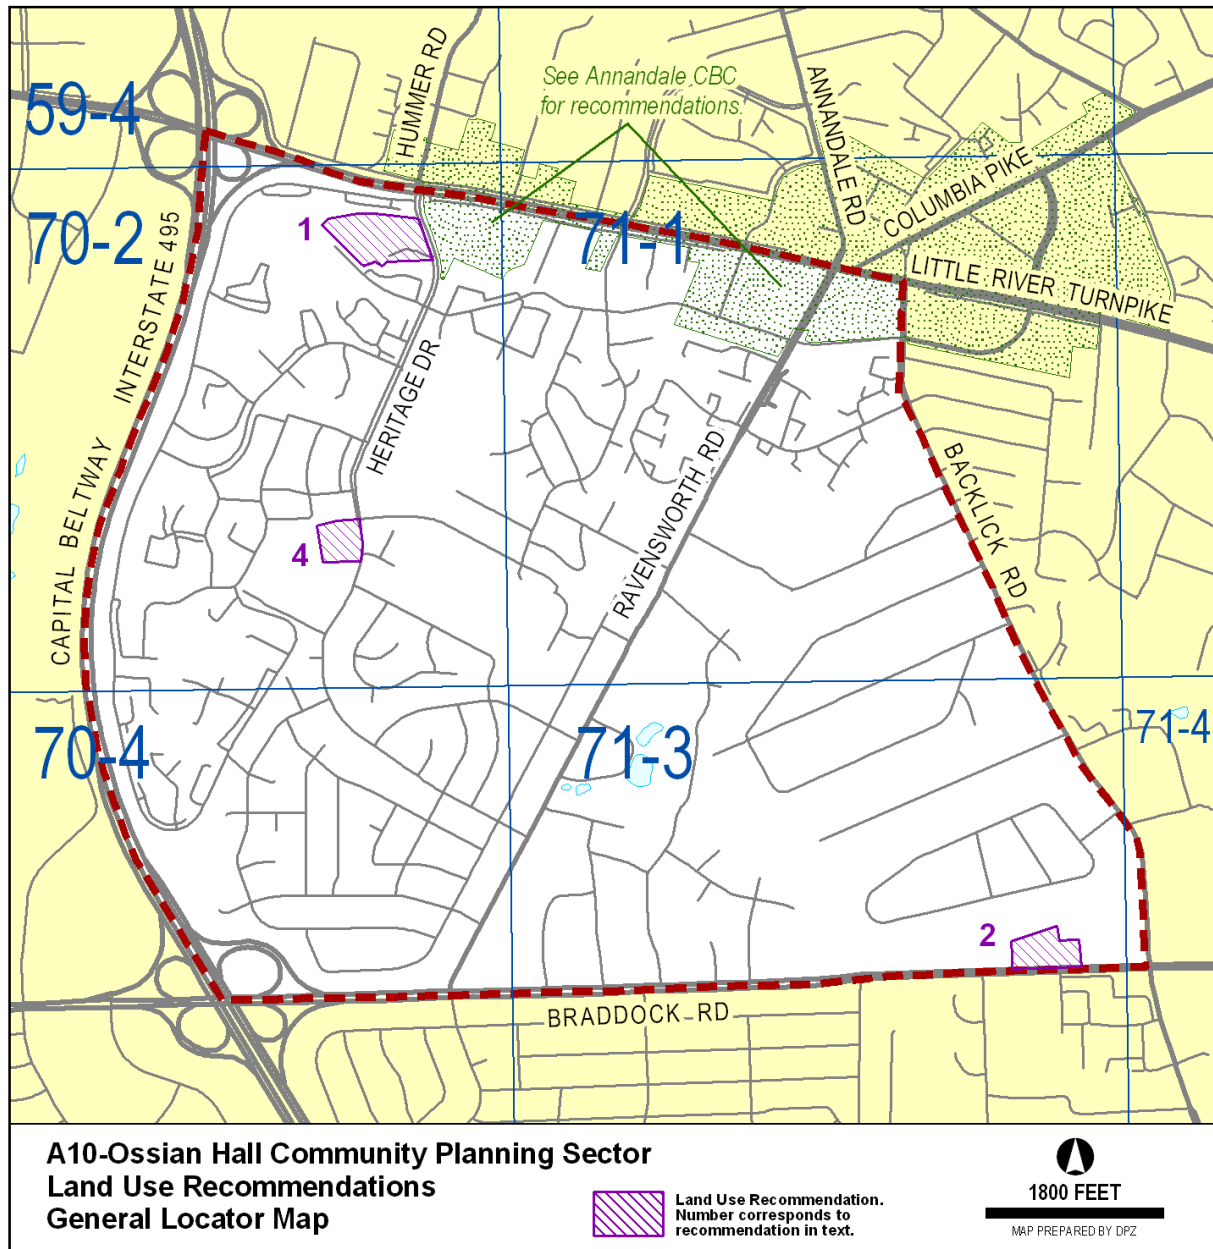 HUMMER RD
See Annandale CBC
for recommendations.
ANNANDALE RD
59-4
COLUMBIA PIKE
1
70-2
INTERSTATE 495
71-1
LITTLE RIVER TURNPIKE
HERITAGE DR
RAVENSWORTH RD
BACKLICK RD
CAPITAL BELTWAY
4
70-4
71-3
71-4
2
BRADDOCK RD
A10-Ossian Hall Community Planning Sector
Land Use Recommendations
General Locator Map
Land Use Recommendation.
Number corresponds to
recommendation in text.
1800 FEET
MAP PREPARED BY DPZ